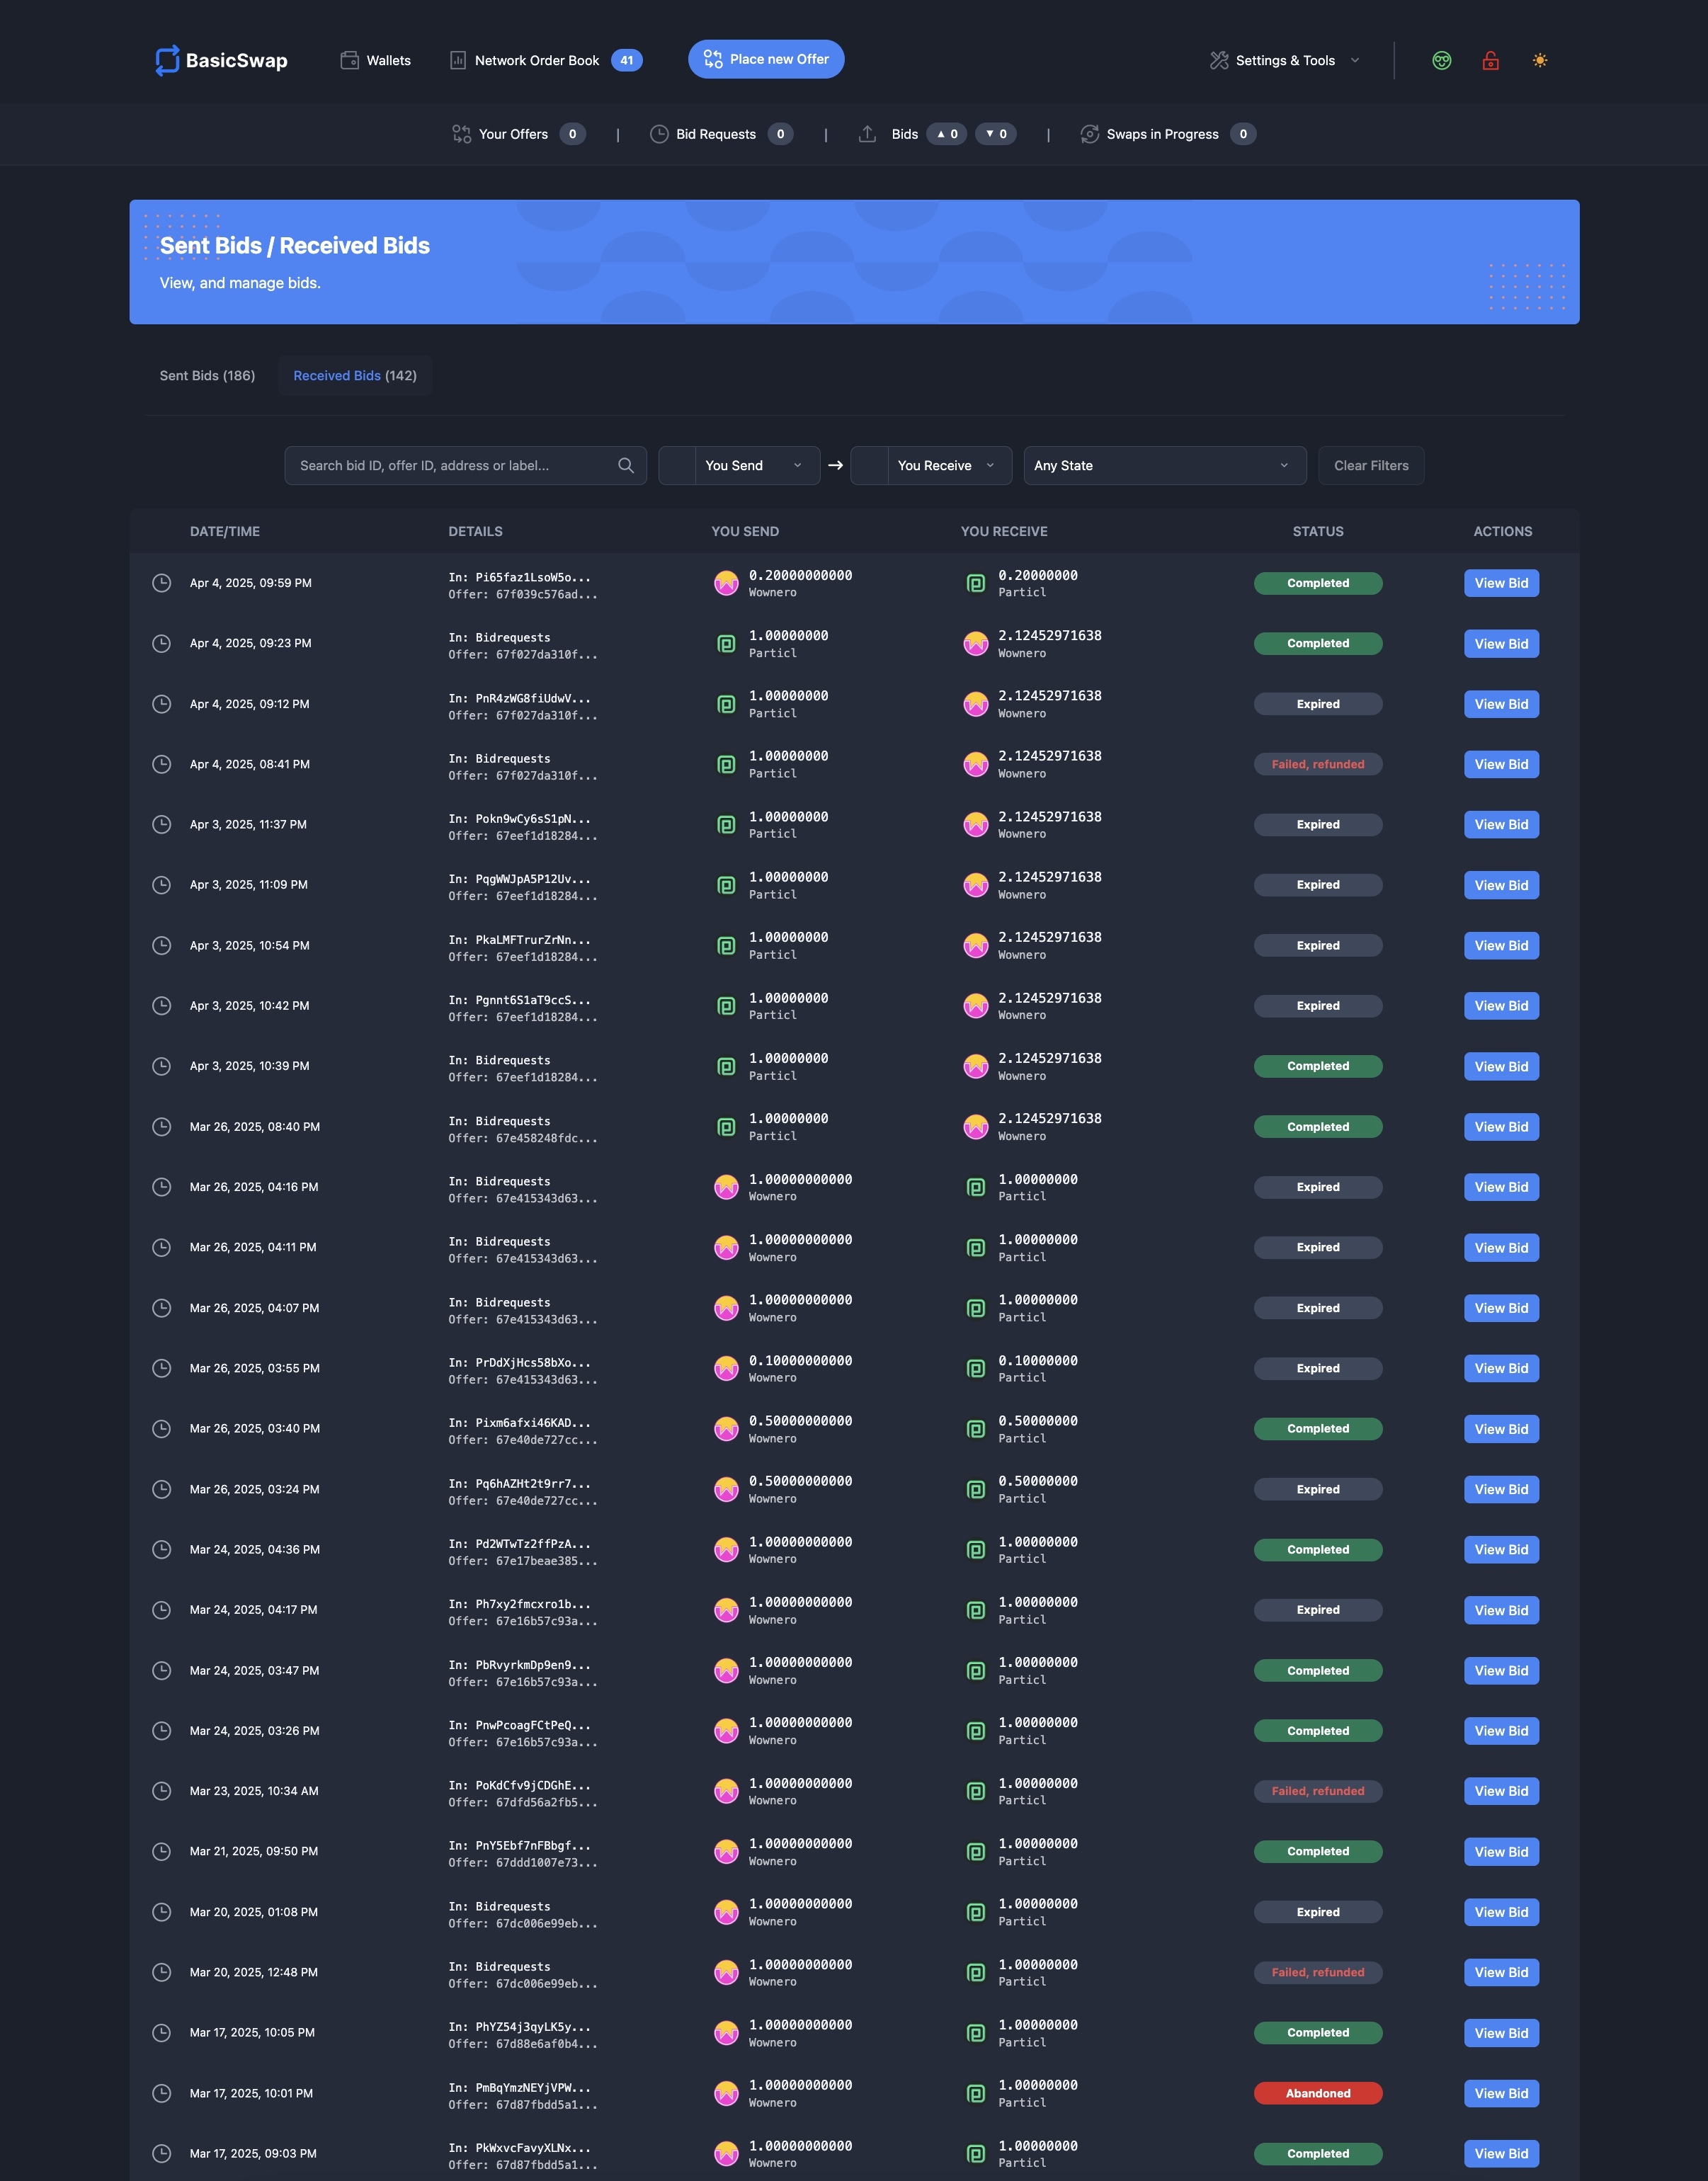 BasicSwap
Wallets
Network Order Book 41
Place new Offer
Settings & Tools
Your Offers 0 | Bid Requests 0 | Bids ▲ 0 ▼ 0 | Swaps in Progress 0
Sent Bids / Received Bids
View, and manage bids.
Sent Bids (186) Received Bids (142)
Search bid ID, offer ID, address or label... You Send → You Receive Any State Clear Filters
DATE/TIME DETAILS YOU SEND YOU RECEIVE STATUS ACTIONS
Apr 4, 2025, 09:59 PM In: Pi65faz1LsoW5o... 0.20000000000 0.20000000 Completed View Bid
Offer: 67f039c576ad... Wownero Particl
Apr 4, 2025, 09:23 PM In: Bidrequests 1.00000000 2.12452971638 Completed View Bid
Offer: 67f027da310f... Particl Wownero
Apr 4, 2025, 09:12 PM In: PnR4zWG8fiUdwV... 1.00000000 2.12452971638 Expired View Bid
Offer: 67f027da310f... Particl Wownero
Apr 4, 2025, 08:41 PM In: Bidrequests 1.00000000 2.12452971638 Failed, refunded View Bid
Offer: 67f027da310f... Particl Wownero
Apr 3, 2025, 11:37 PM In: Pokn9wCy6sS1pN... 1.00000000 2.12452971638 Expired View Bid
Offer: 67eef1d18284... Particl Wownero
Apr 3, 2025, 11:09 PM In: PqgWWJpA5P12Uv... 1.00000000 2.12452971638 Expired View Bid
Offer: 67eef1d18284... Particl Wownero
Apr 3, 2025, 10:54 PM In: PkaLMFTrurZrNn... 1.00000000 2.12452971638 Expired View Bid
Offer: 67eef1d18284... Particl Wownero
Apr 3, 2025, 10:42 PM In: Pgnnt6S1aT9ccS... 1.00000000 2.12452971638 Expired View Bid
Offer: 67eef1d18284... Particl Wownero
Apr 3, 2025, 10:39 PM In: Bidrequests 1.00000000 2.12452971638 Completed View Bid
Offer: 67eef1d18284... Particl Wownero
Mar 26, 2025, 08:40 PM In: Bidrequests 1.00000000 2.12452971638 Completed View Bid
Offer: 67e458248fdc... Particl Wownero
Mar 26, 2025, 04:16 PM In: Bidrequests 1.00000000000 1.00000000 Expired View Bid
Offer: 67e415343d63... Wownero Particl
Mar 26, 2025, 04:11 PM In: Bidrequests 1.00000000000 1.00000000 Expired View Bid
Offer: 67e415343d63... Wownero Particl
Mar 26, 2025, 04:07 PM In: Bidrequests 1.00000000000 1.00000000 Expired View Bid
Offer: 67e415343d63... Wownero Particl
Mar 26, 2025, 03:55 PM In: PrDdXjHcs58bXo... 0.10000000000 0.10000000 Expired View Bid
Offer: 67e415343d63... Wownero Particl
Mar 26, 2025, 03:40 PM In: Pixm6afxi46KAD... 0.50000000000 0.50000000 Completed View Bid
Offer: 67e40de727cc... Wownero Particl
Mar 26, 2025, 03:24 PM In: Pq6hAZHt2t9rr7... 0.50000000000 0.50000000 Expired View Bid
Offer: 67e40de727cc... Wownero Particl
Mar 24, 2025, 04:36 PM In: Pd2WTwTz2ffPzA... 1.00000000000 1.00000000 Completed View Bid
Offer: 67e17beae385... Wownero Particl
Mar 24, 2025, 04:17 PM In: Ph7xy2fmcxro1b... 1.00000000000 1.00000000 Expired View Bid
Offer: 67e16b57c93a... Wownero Particl
Mar 24, 2025, 03:47 PM In: PbRvyrkmDp9en9... 1.00000000000 1.00000000 Completed View Bid
Offer: 67e16b57c93a... Wownero Particl
Mar 24, 2025, 03:26 PM In: PnwPcoagFCtPeQ... 1.00000000000 1.00000000 Completed View Bid
Offer: 67e16b57c93a... Wownero Particl
Mar 23, 2025, 10:34 AM In: PoKdCfv9jCDGhE... 1.00000000000 1.00000000 Failed, refunded View Bid
Offer: 67dfd56a2fb5... Wownero Particl
Mar 21, 2025, 09:50 PM In: PnY5Ebf7nFBbgf... 1.00000000000 1.00000000 Completed View Bid
Offer: 67ddd1007e73... Wownero Particl
Mar 20, 2025, 01:08 PM In: Bidrequests 1.00000000000 1.00000000 Expired View Bid
Offer: 67dc006e99eb... Wownero Particl
Mar 20, 2025, 12:48 PM In: Bidrequests 1.00000000000 1.00000000 Failed, refunded View Bid
Offer: 67dc006e99eb... Wownero Particl
Mar 17, 2025, 10:05 PM In: PhYZ54j3qyLK5y... 1.00000000000 1.00000000 Completed View Bid
Offer: 67d88e6af0b4... Wownero Particl
Mar 17, 2025, 10:01 PM In: PmBqYmzNEYjVPW... 1.00000000000 1.00000000 Abandoned View Bid
Offer: 67d87fbdd5a1... Wownero Particl
Mar 17, 2025, 09:03 PM In: PkWxvcFavyXLNx... 1.00000000000 1.00000000 Completed View Bid
Offer: 67d87fbdd5a1... Wownero Particl